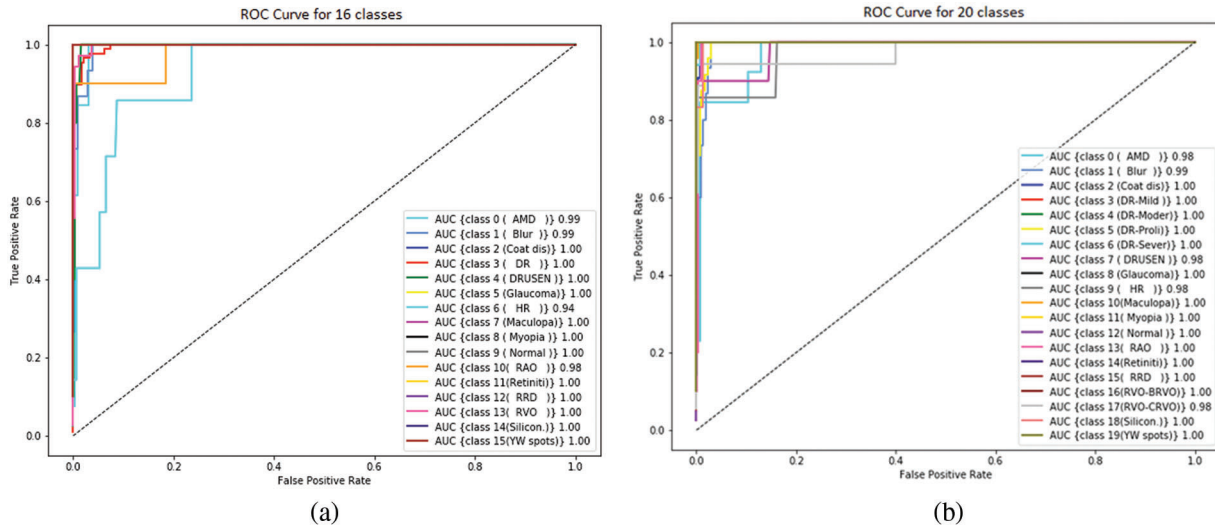 ROC Curve for 16 classes
1.0
0.8
0.6
0.4
0.2
0.0
True Positive Rate
AUC {class 0 ( AMD )} 0.99
AUC {class 1 ( Blur )} 0.99
AUC {class 2 (Coat dis)} 1.00
AUC {class 3 ( DR )} 1.00
AUC {class 4 ( DRUSEN )} 1.00
AUC {class 5 (Glaucoma)} 1.00
AUC {class 6 ( HR )} 0.94
AUC {class 7 (Maculopa)} 1.00
AUC {class 8 ( Myopia )} 1.00
AUC {class 9 ( Normal )} 1.00
AUC {class 10( RAO )} 0.98
AUC {class 11(Retiniti)} 1.00
AUC {class 12( RRD )} 1.00
AUC {class 13( RVO )} 1.00
AUC {class 14(Silicon.)} 1.00
AUC {class 15(YW spots)} 1.00
0.0 0.2 0.4 0.6 0.8 1.0
False Positive Rate
(a)
ROC Curve for 20 classes
1.0
0.8
0.6
0.4
0.2
0.0
True Positive Rate
AUC {class 0 ( AMD )} 0.98
AUC {class 1 ( Blur )} 0.99
AUC {class 2 (Coat dis)} 1.00
AUC {class 3 (DR-Mild )} 1.00
AUC {class 4 (DR-Moder)} 1.00
AUC {class 5 (DR-Proli)} 1.00
AUC {class 6 (DR-Sever)} 1.00
AUC {class 7 ( DRUSEN )} 0.98
AUC {class 8 (Glaucoma)} 1.00
AUC {class 9 ( HR )} 0.98
AUC {class 10(Maculopa)} 1.00
AUC {class 11( Myopia )} 1.00
AUC {class 12( Normal )} 1.00
AUC {class 13( RAO )} 1.00
AUC {class 14(Retiniti)} 1.00
AUC {class 15( RRD )} 1.00
AUC {class 16(RVO-BRVO)} 1.00
AUC {class 17(RVO-CRVO)} 0.98
AUC {class 18(Silicon.)} 1.00
AUC {class 19(YW spots)} 1.00
0.0 0.2 0.4 0.6 0.8 1.0
False Positive Rate
(b)